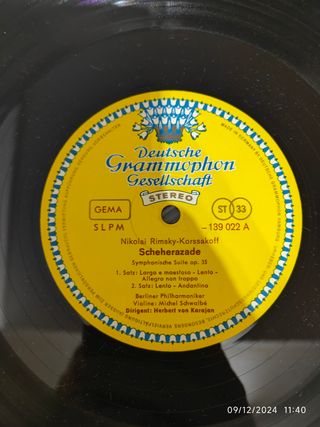 Deutsche
Grammophon
Gesellschaft
STEREO
GEMA
ST 33
SLPM
– 139 022 A
Nikolai Rimsky-Korssakoff
Scheherazade
Symphonische Suite op. 35
1. Satz: Largo e maestoso - Lento -
Allegro non troppo
2. Satz: Lento - Andantino
Berliner Philharmoniker
Violine: Michel Schwalbé
Dirigent: Herbert von Karajan
09/12/2024 11:40